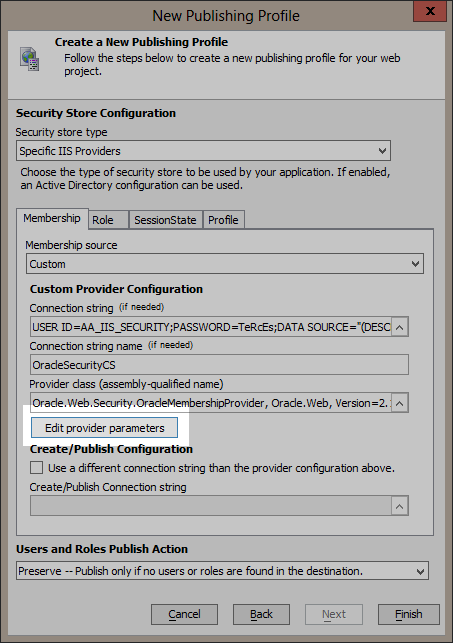 New Publishing Profile
X
Create a New Publishing Profile
Follow the steps below to create a new publishing profile for your web
project.
Security Store Configuration
Security store type
Specific IIS Providers
Choose the type of security store to be used by your application. If enabled,
an Active Directory configuration can be used.
Membership Role SessionState Profile
Membership source
Custom
Custom Provider Configuration
Connection string (if needed)
USER ID=AA_IIS_SECURITY;PASSWORD=TeRcEs;DATA SOURCE="(DESC
Connection string name (if needed)
OracleSecurityCS
Provider class (assembly-qualified name)
Oracle.Web.Security.OracleMembershipProvider, Oracle.Web, Version=2.
Edit provider parameters
Create/Publish Configuration
Use a different connection string than the provider configuration above.
Create/Publish Connection string
Users and Roles Publish Action
Preserve -- Publish only if no users or roles are found in the destination.
Cancel Back Next Finish